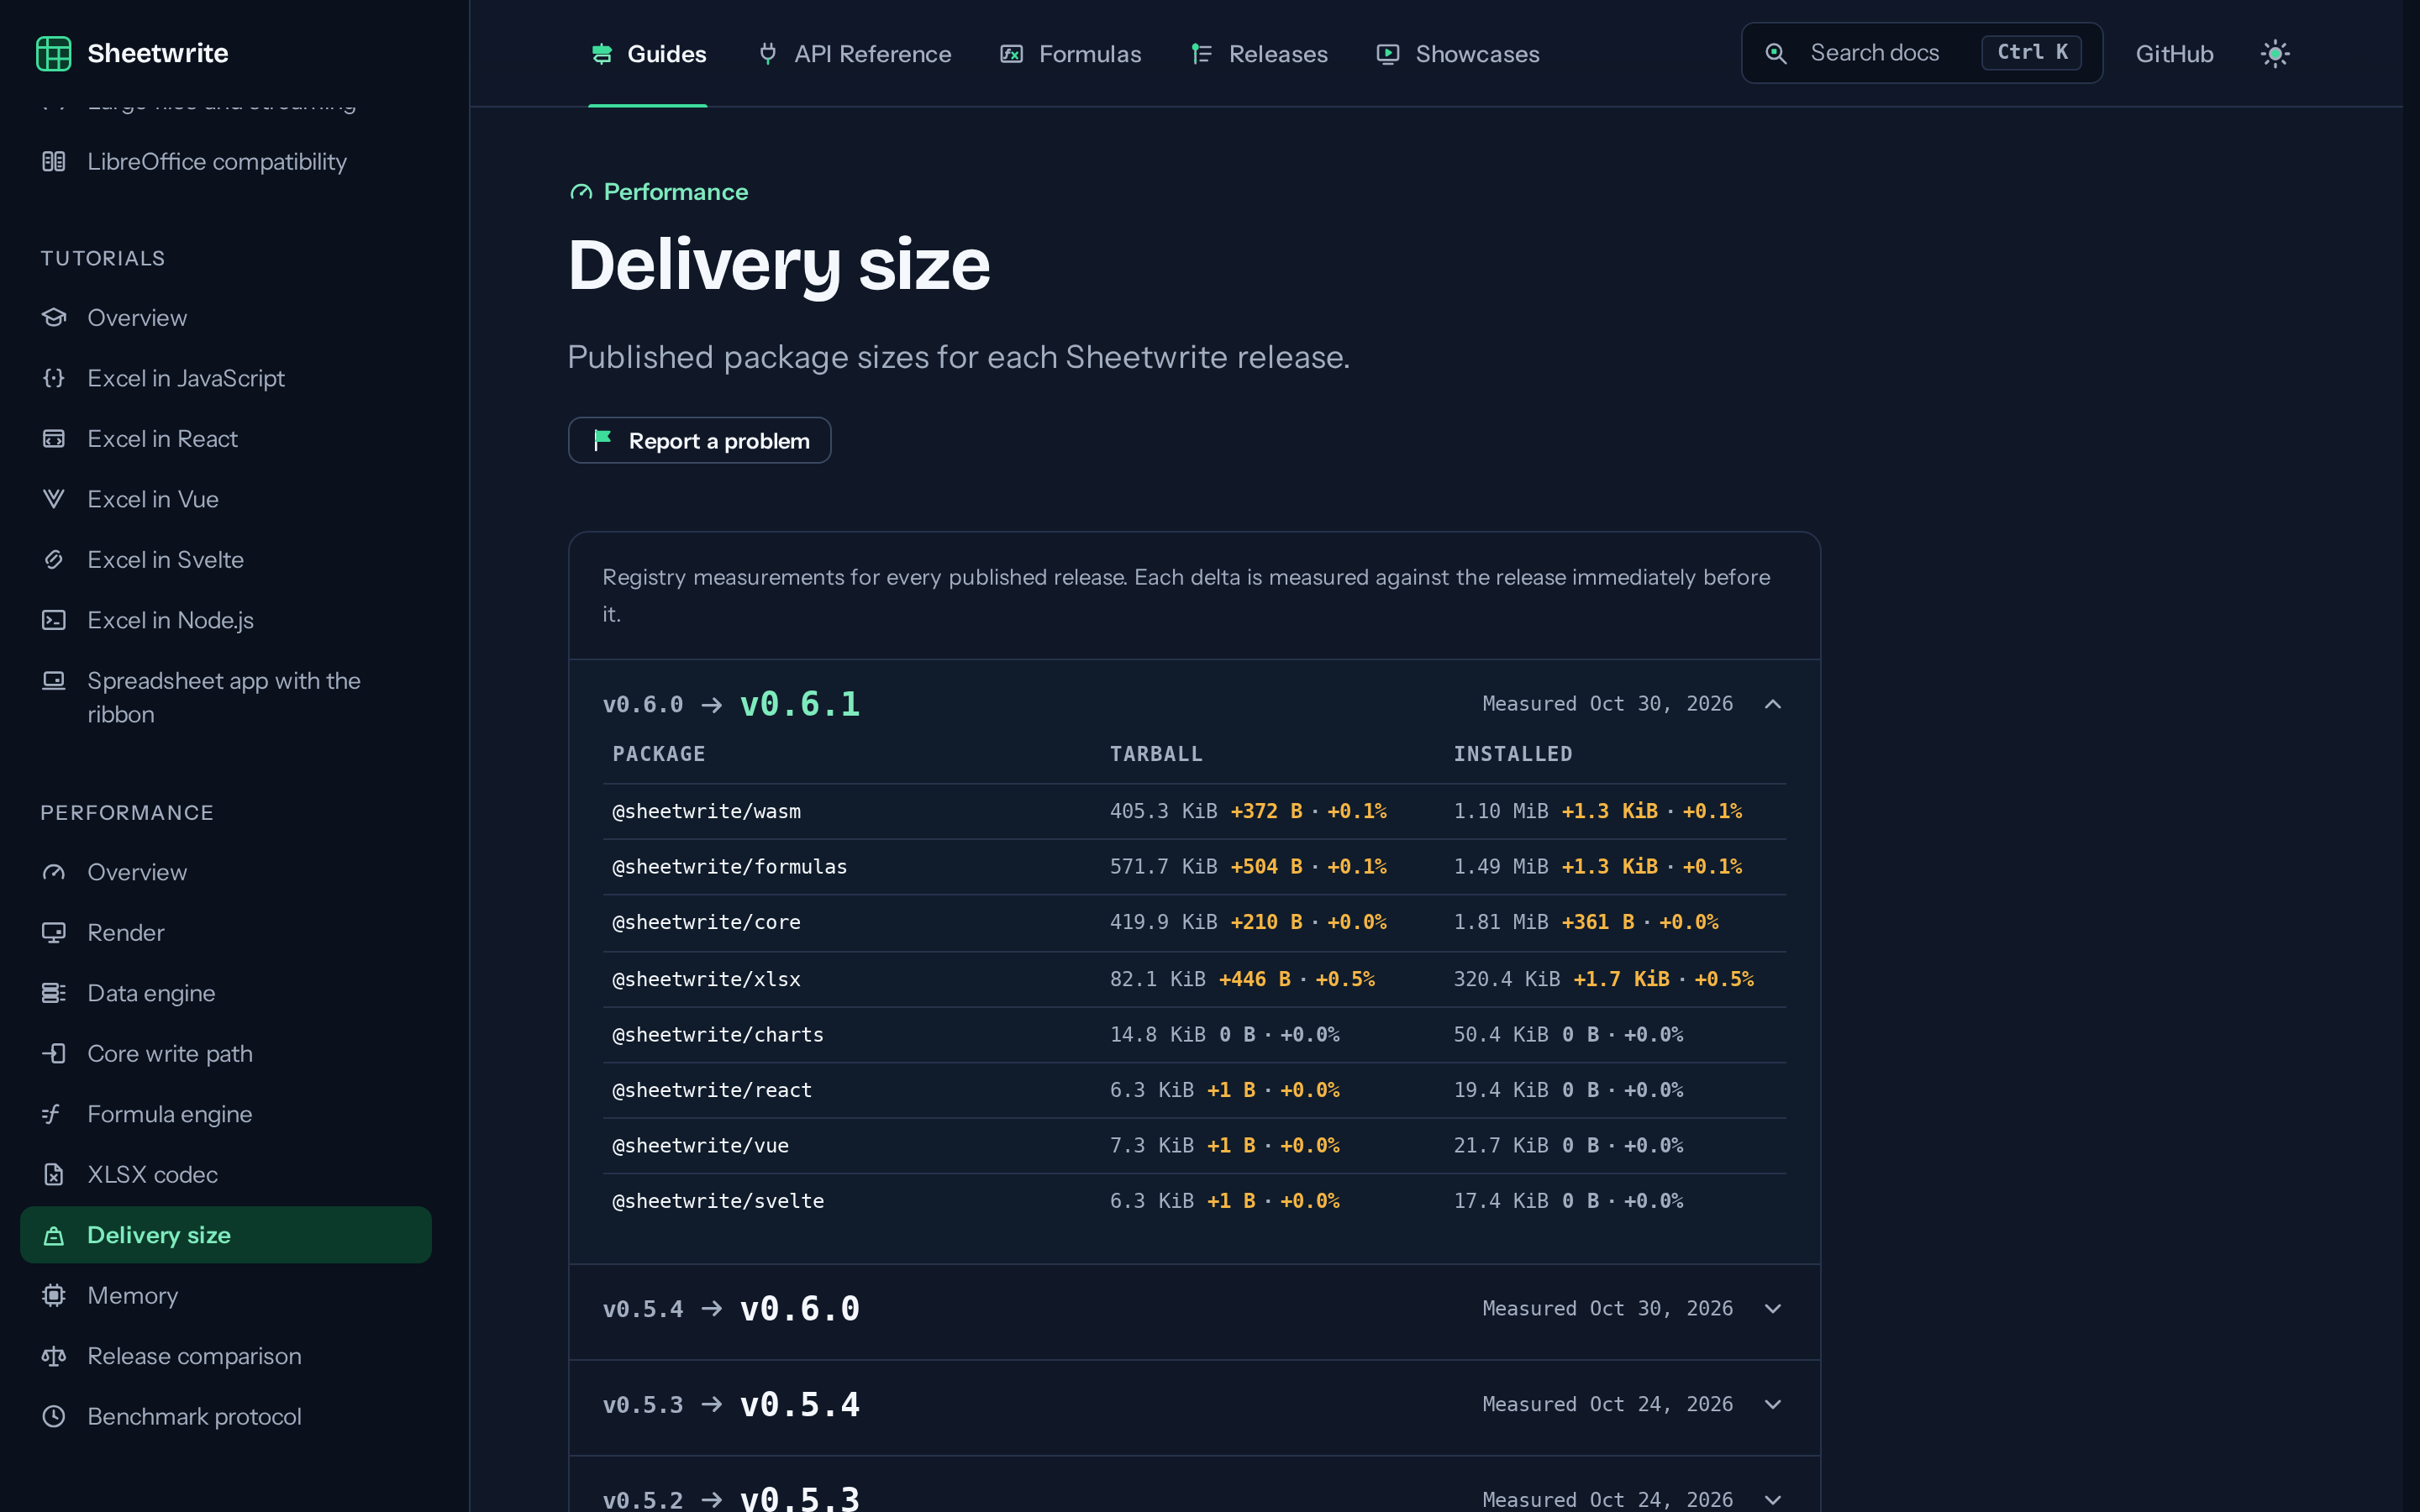 Sheetwrite
Guides
API Reference
Formulas
Releases
Showcases
Search docs
Ctrl K
GitHub
Large files and streaming
LibreOffice compatibility
TUTORIALS
Overview
Excel in JavaScript
Excel in React
Excel in Vue
Excel in Svelte
Excel in Node.js
Spreadsheet app with the
ribbon
PERFORMANCE
Overview
Render
Data engine
Core write path
Formula engine
XLSX codec
Delivery size
Memory
Release comparison
Benchmark protocol
Performance
Delivery size
Published package sizes for each Sheetwrite release.
Report a problem
Registry measurements for every published release. Each delta is measured against the release immediately before
it.
v0.6.0 → v0.6.1 Measured Oct 30, 2026
PACKAGE TARBALL INSTALLED
@sheetwrite/wasm 405.3 KiB +372 B · +0.1% 1.10 MiB +1.3 KiB · +0.1%
@sheetwrite/formulas 571.7 KiB +504 B · +0.1% 1.49 MiB +1.3 KiB · +0.1%
@sheetwrite/core 419.9 KiB +210 B · +0.0% 1.81 MiB +361 B · +0.0%
@sheetwrite/xlsx 82.1 KiB +446 B · +0.5% 320.4 KiB +1.7 KiB · +0.5%
@sheetwrite/charts 14.8 KiB 0 B · +0.0% 50.4 KiB 0 B · +0.0%
@sheetwrite/react 6.3 KiB +1 B · +0.0% 19.4 KiB 0 B · +0.0%
@sheetwrite/vue 7.3 KiB +1 B · +0.0% 21.7 KiB 0 B · +0.0%
@sheetwrite/svelte 6.3 KiB +1 B · +0.0% 17.4 KiB 0 B · +0.0%
v0.5.4 → v0.6.0 Measured Oct 30, 2026
v0.5.3 → v0.5.4 Measured Oct 24, 2026
v0.5.2 → v0.5.3 Measured Oct 24, 2026